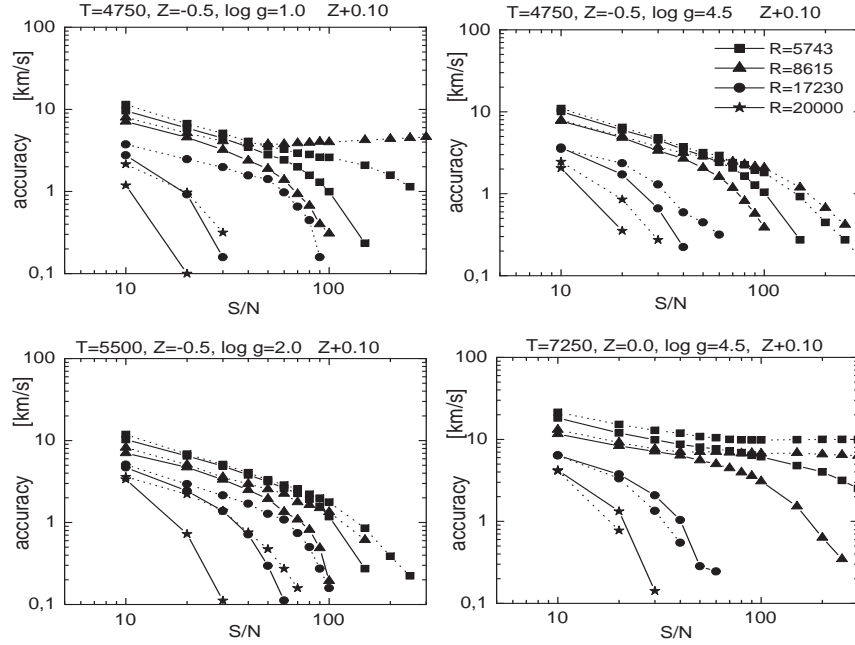 T=4750, Z=-0.5, log g=1.0 Z+0.10
accuracy [km/s]
100
10
1
0,1
10 100
S/N
T=4750, Z=-0.5, log g=4.5 Z+0.10
accuracy [km/s]
100
10
1
0,1
10 100
S/N
R=5743
R=8615
R=17230
R=20000
T=5500, Z=-0.5, log g=2.0 Z+0.10
accuracy [km/s]
100
10
1
0,1
10 100
S/N
T=7250, Z=0.0, log g=4.5, Z+0.10
accuracy [km/s]
100
10
1
0,1
10 100
S/N